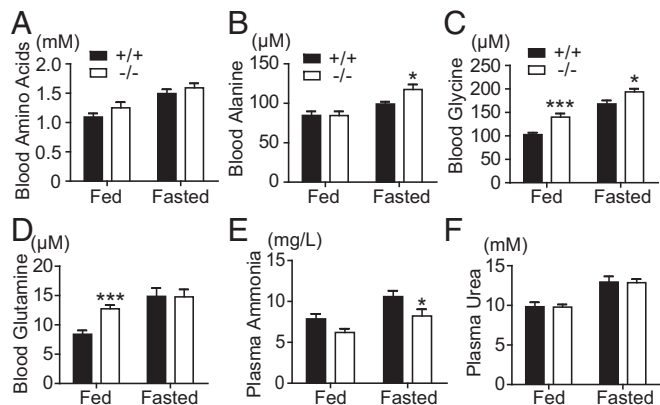 A
(mM)
+/+
-/-
Blood Amino Acids
2.0
1.5
1.0
0.5
0
Fed
Fasted
B
(µM)
+/+
-/-
Blood Alanine
150
100
50
0
*
Fed
Fasted
C
(µM)
+/+
-/-
Blood Glycine
250
200
150
100
50
0
***
*
Fed
Fasted
D
(µM)
Blood Glutamine
20
15
10
5
0
***
Fed
Fasted
E
(mg/L)
Plasma Ammonia
15
10
5
0
*
Fed
Fasted
F
(mM)
Plasma Urea
15
10
5
0
Fed
Fasted